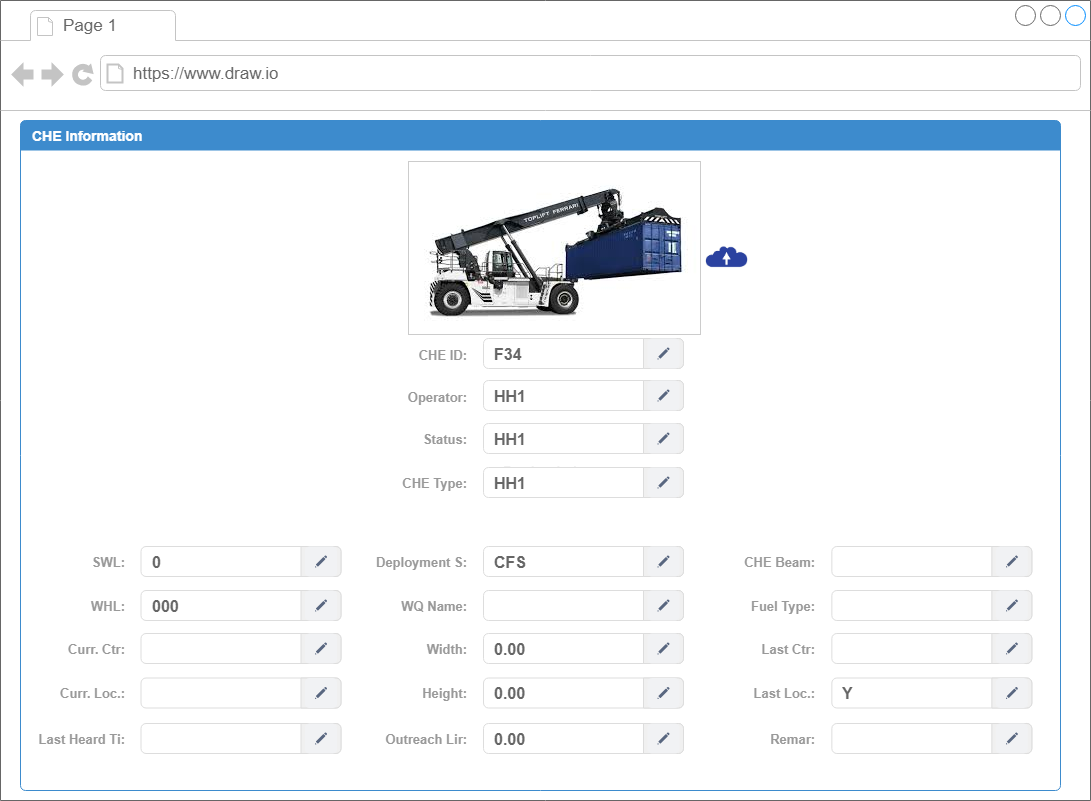 Page 1
https://www.draw.io
CHE Information
TOPLIFT FERRARI
CHE ID: F34
Operator: HH1
Status: HH1
CHE Type: HH1
SWL: 0 Deployment S: CFS CHE Beam:
WHL: 000 WQ Name: Fuel Type:
Curr. Ctr: Width: 0.00 Last Ctr:
Curr. Loc.: Height: 0.00 Last Loc.: Y
Last Heard Ti: Outreach Lir: 0.00 Remar: